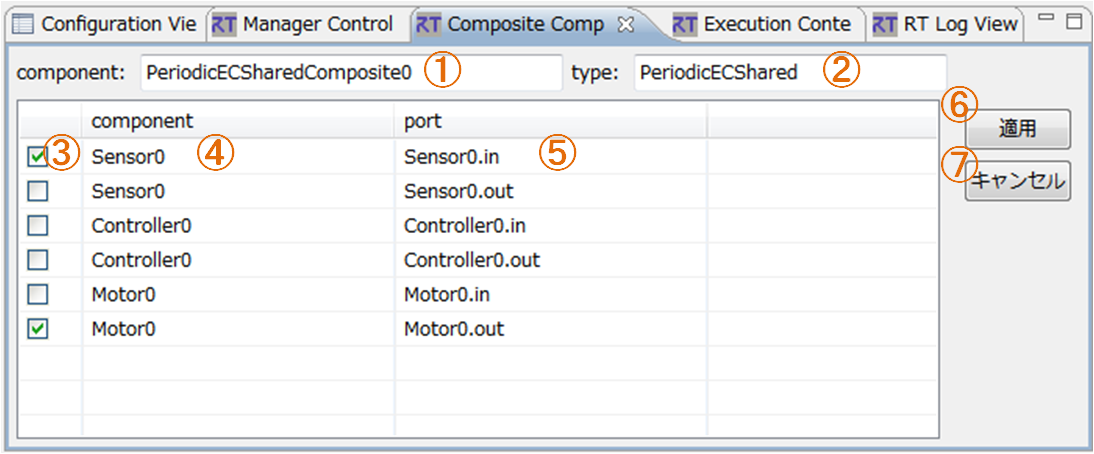 Configuration Vie RT Manager Control RT Composite Comp RT Execution Conte RT RT Log View
component: PeriodicECSharedComposite0 ① type: PeriodicECShared ②
component port ⑥ 適用
③ Sensor0 ④ Sensor0.in ⑤ ⑦ キャンセル
Sensor0 Sensor0.out
Controller0 Controller0.in
Controller0 Controller0.out
Motor0 Motor0.in
Motor0 Motor0.out